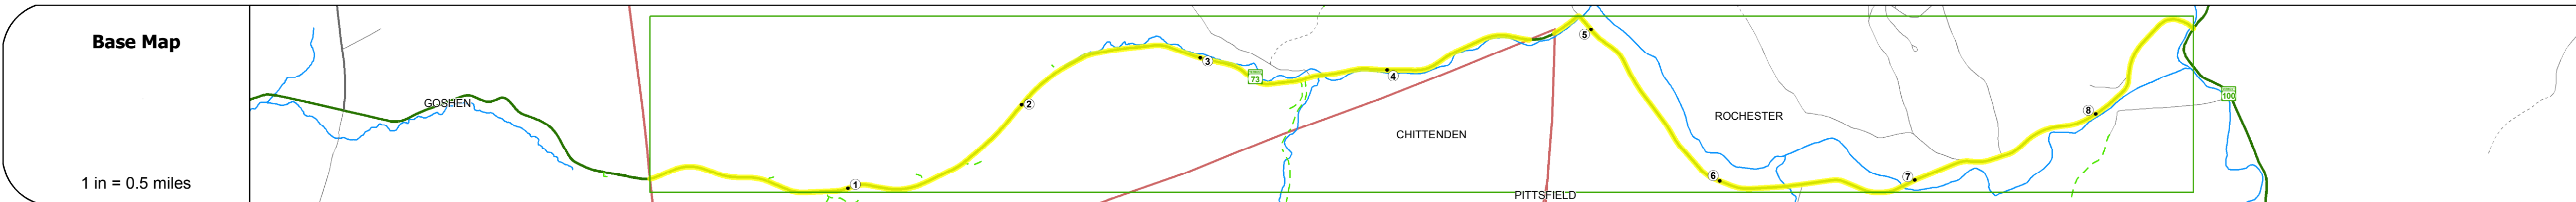 Base Map
1 in = 0.5 miles
GOSHEN
1
2
3
73
4
CHITTENDEN
PITTSFIELD
5
6
ROCHESTER
7
8
100